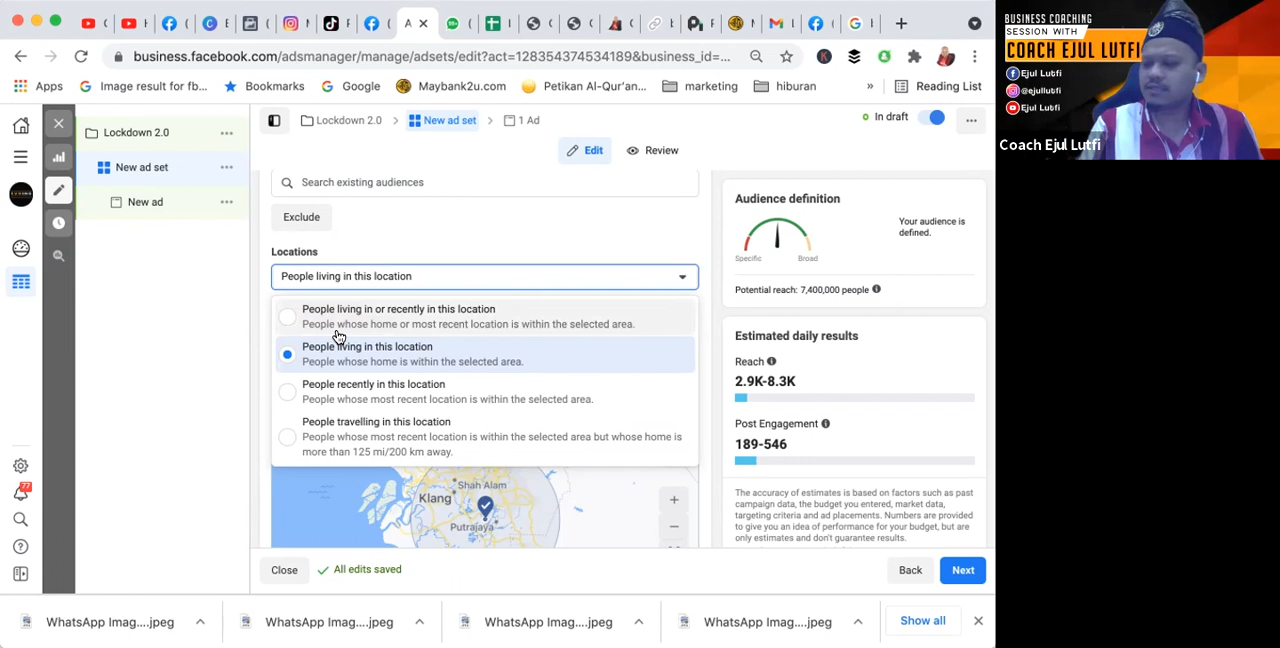 business.facebook.com/adsmanager/manage/adsets/edit?act=128354374534189&business_id=...
Apps
Image result for fb...
Bookmarks
Google
Maybank2u.com
Petikan Al-Qur'an...
marketing
hiburan
»
Reading List
Lockdown 2.0
New ad set
New ad
Lockdown 2.0
New ad set
1 Ad
In draft
Edit
Review
Search existing audiences
Exclude
Locations
People living in this location
People living in or recently in this location
People whose home or most recent location is within the selected area.
People living in this location
People whose home is within the selected area.
People recently in this location
People whose most recent location is within the selected area.
People travelling in this location
People whose most recent location is within the selected area but whose home is
more than 125 mi/200 km away.
Shah Alam
Klang
Putrajaya
Audience definition
Specific
Broad
Your audience is
defined.
Potential reach: 7,400,000 people
Estimated daily results
Reach
2.9K-8.3K
Post Engagement
189-546
The accuracy of estimates is based on factors such as past
campaign data, the budget you entered, market data,
targeting criteria and ad placements. Numbers are provided
to give you an idea of performance for your budget, but are
only estimates and don't guarantee results.
77
Close
All edits saved
Back
Next
WhatsApp Imag....jpeg
WhatsApp Imag....jpeg
WhatsApp Imag....jpeg
WhatsApp Imag....jpeg
Show all
BUSINESS COACHING
SESSION WITH
COACH EJUL LUTFI
Ejul Lutfi
@ejullutfi
Ejul Lutfi
Coach Ejul Lutfi